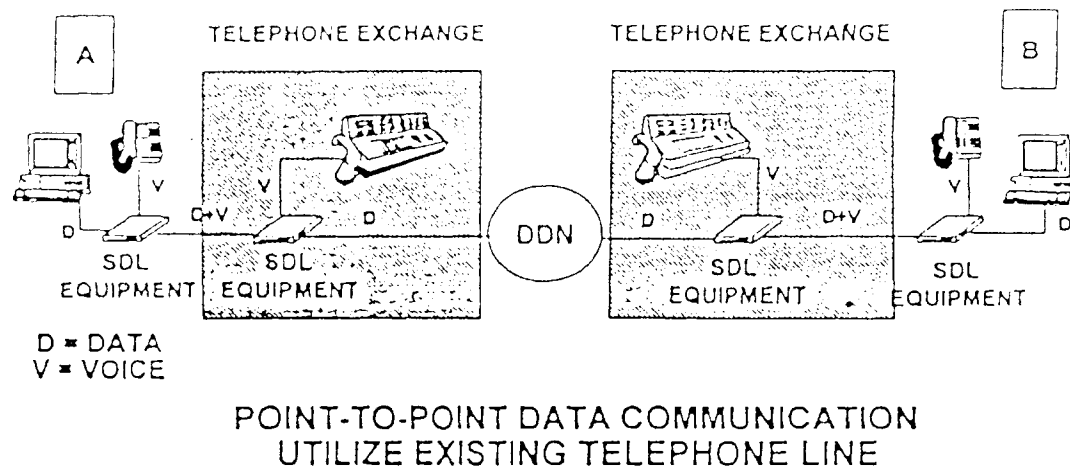 A
TELEPHONE EXCHANGE
TELEPHONE EXCHANGE
B
V
V
V
V
D
D+V
D
DDN
D
D+V
D
SDL
EQUIPMENT
SDL
EQUIPMENT
SDL
EQUIPMENT
SDL
EQUIPMENT
D = DATA
V = VOICE
POINT-TO-POINT DATA COMMUNICATION
UTILIZE EXISTING TELEPHONE LINE